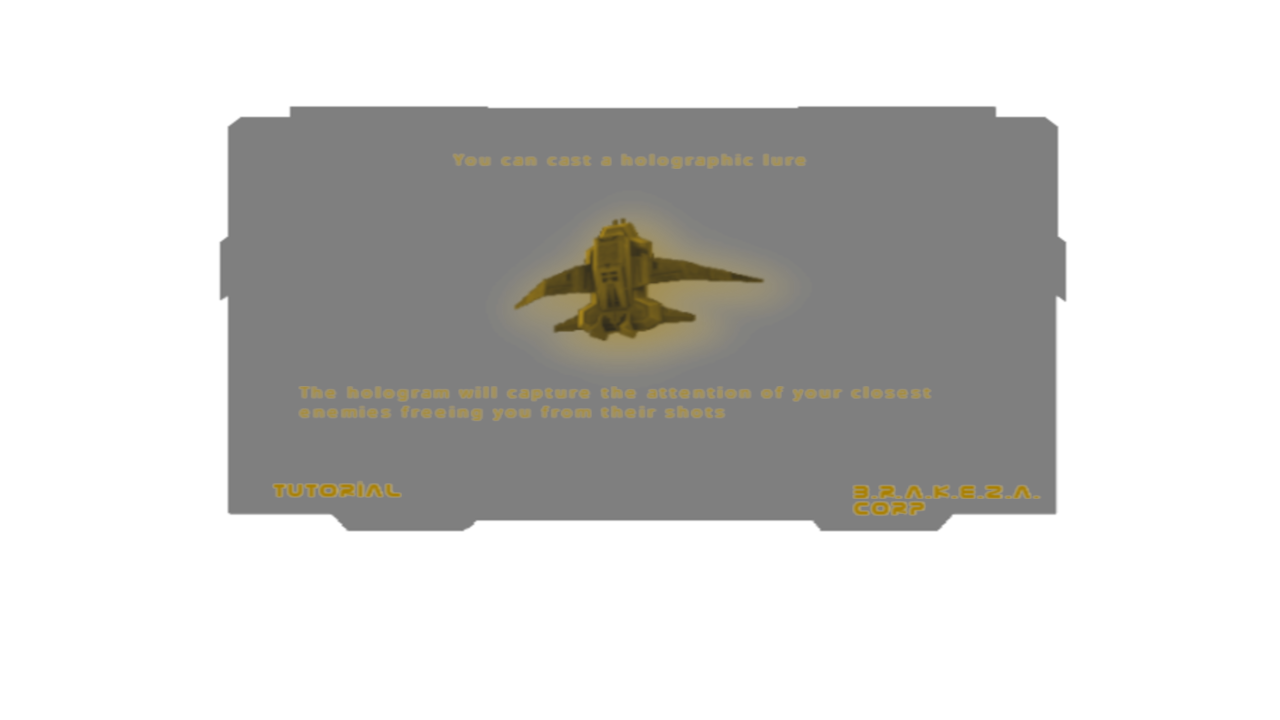 You can cast a holographic lure
The hologram will capture the attention of your closest
enemies freeing you from their shots
TUTORIAL
B.R.A.K.E.Z.A.
CORP